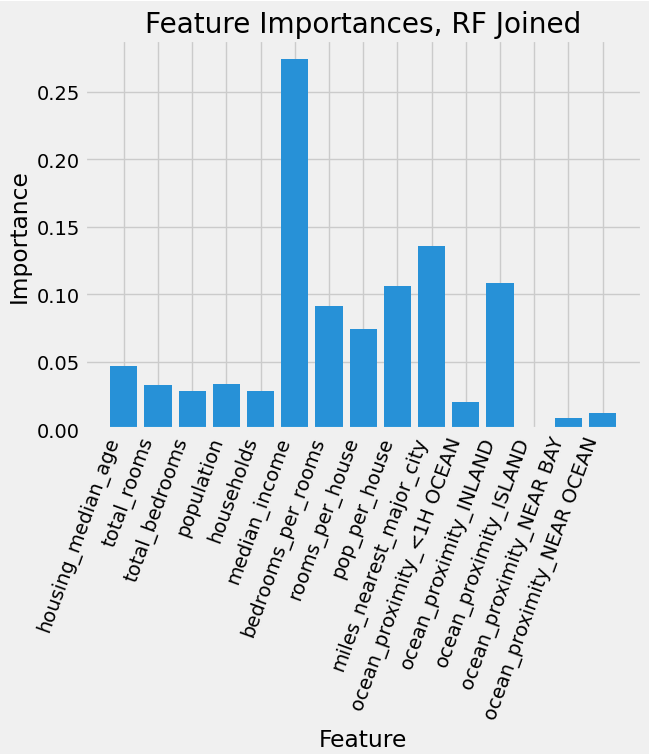 Feature Importances, RF Joined
Importance
0.25
0.20
0.15
0.10
0.05
0.00
housing_median_age
total_rooms
total_bedrooms
population
households
median_income
bedrooms_per_rooms
rooms_per_house
pop_per_house
miles_nearest_major_city
ocean_proximity_<1H OCEAN
ocean_proximity_INLAND
ocean_proximity_ISLAND
ocean_proximity_NEAR BAY
ocean_proximity_NEAR OCEAN
Feature